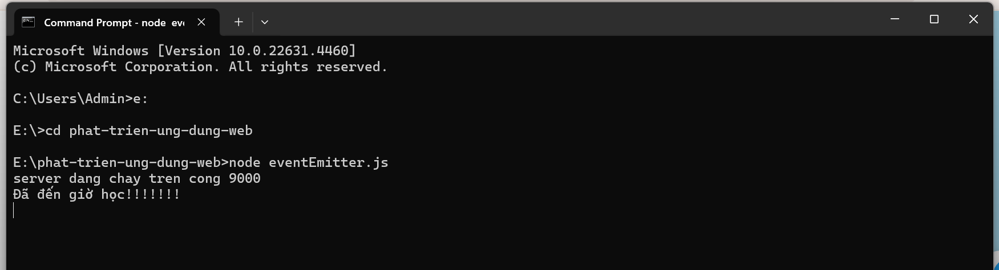 Command Prompt - node eve
Microsoft Windows [Version 10.0.22631.4460]
(c) Microsoft Corporation. All rights reserved.
C:\Users\Admin>e:
E:\>cd phat-trien-ung-dung-web
E:\phat-trien-ung-dung-web>node eventEmitter.js
server dang chay tren cong 9000
Đã đến giờ học!!!!!!!